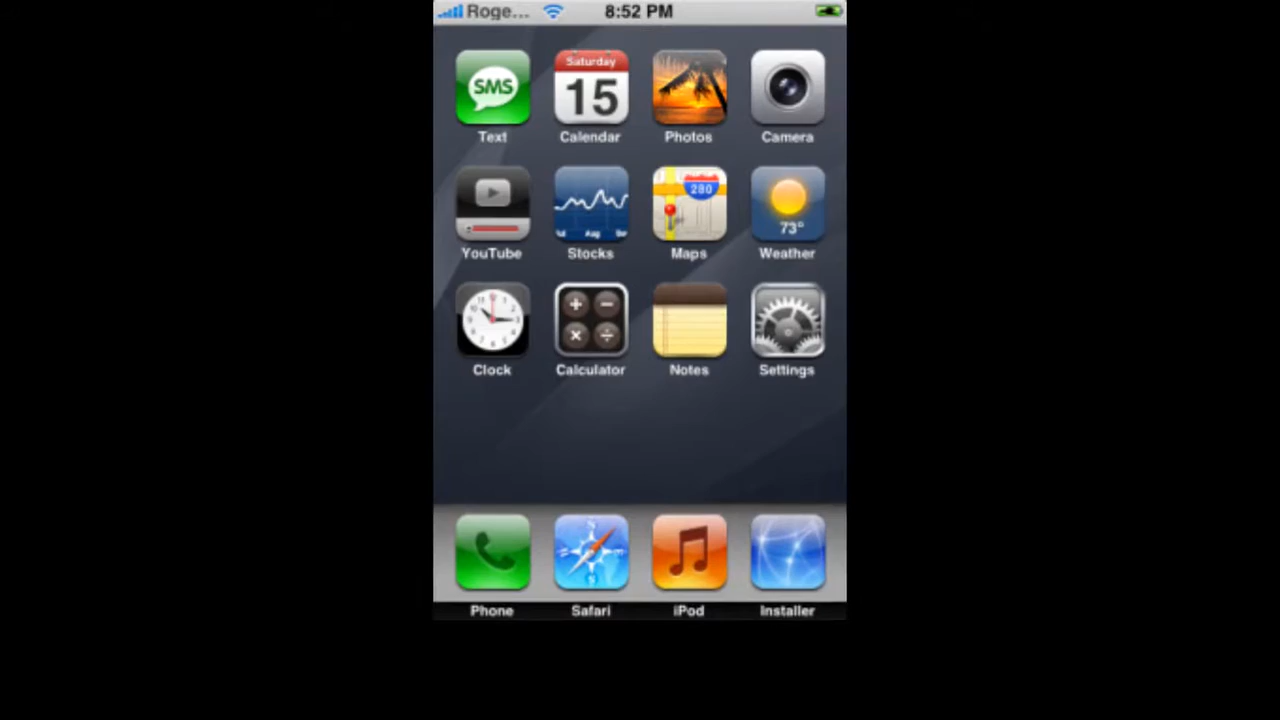 Roge... 8:52 PM
SMS Saturday 15
Text Calendar Photos Camera
280 73°
Aug
YouTube Stocks Maps Weather
Clock Calculator Notes Settings
Phone Safari iPod Installer